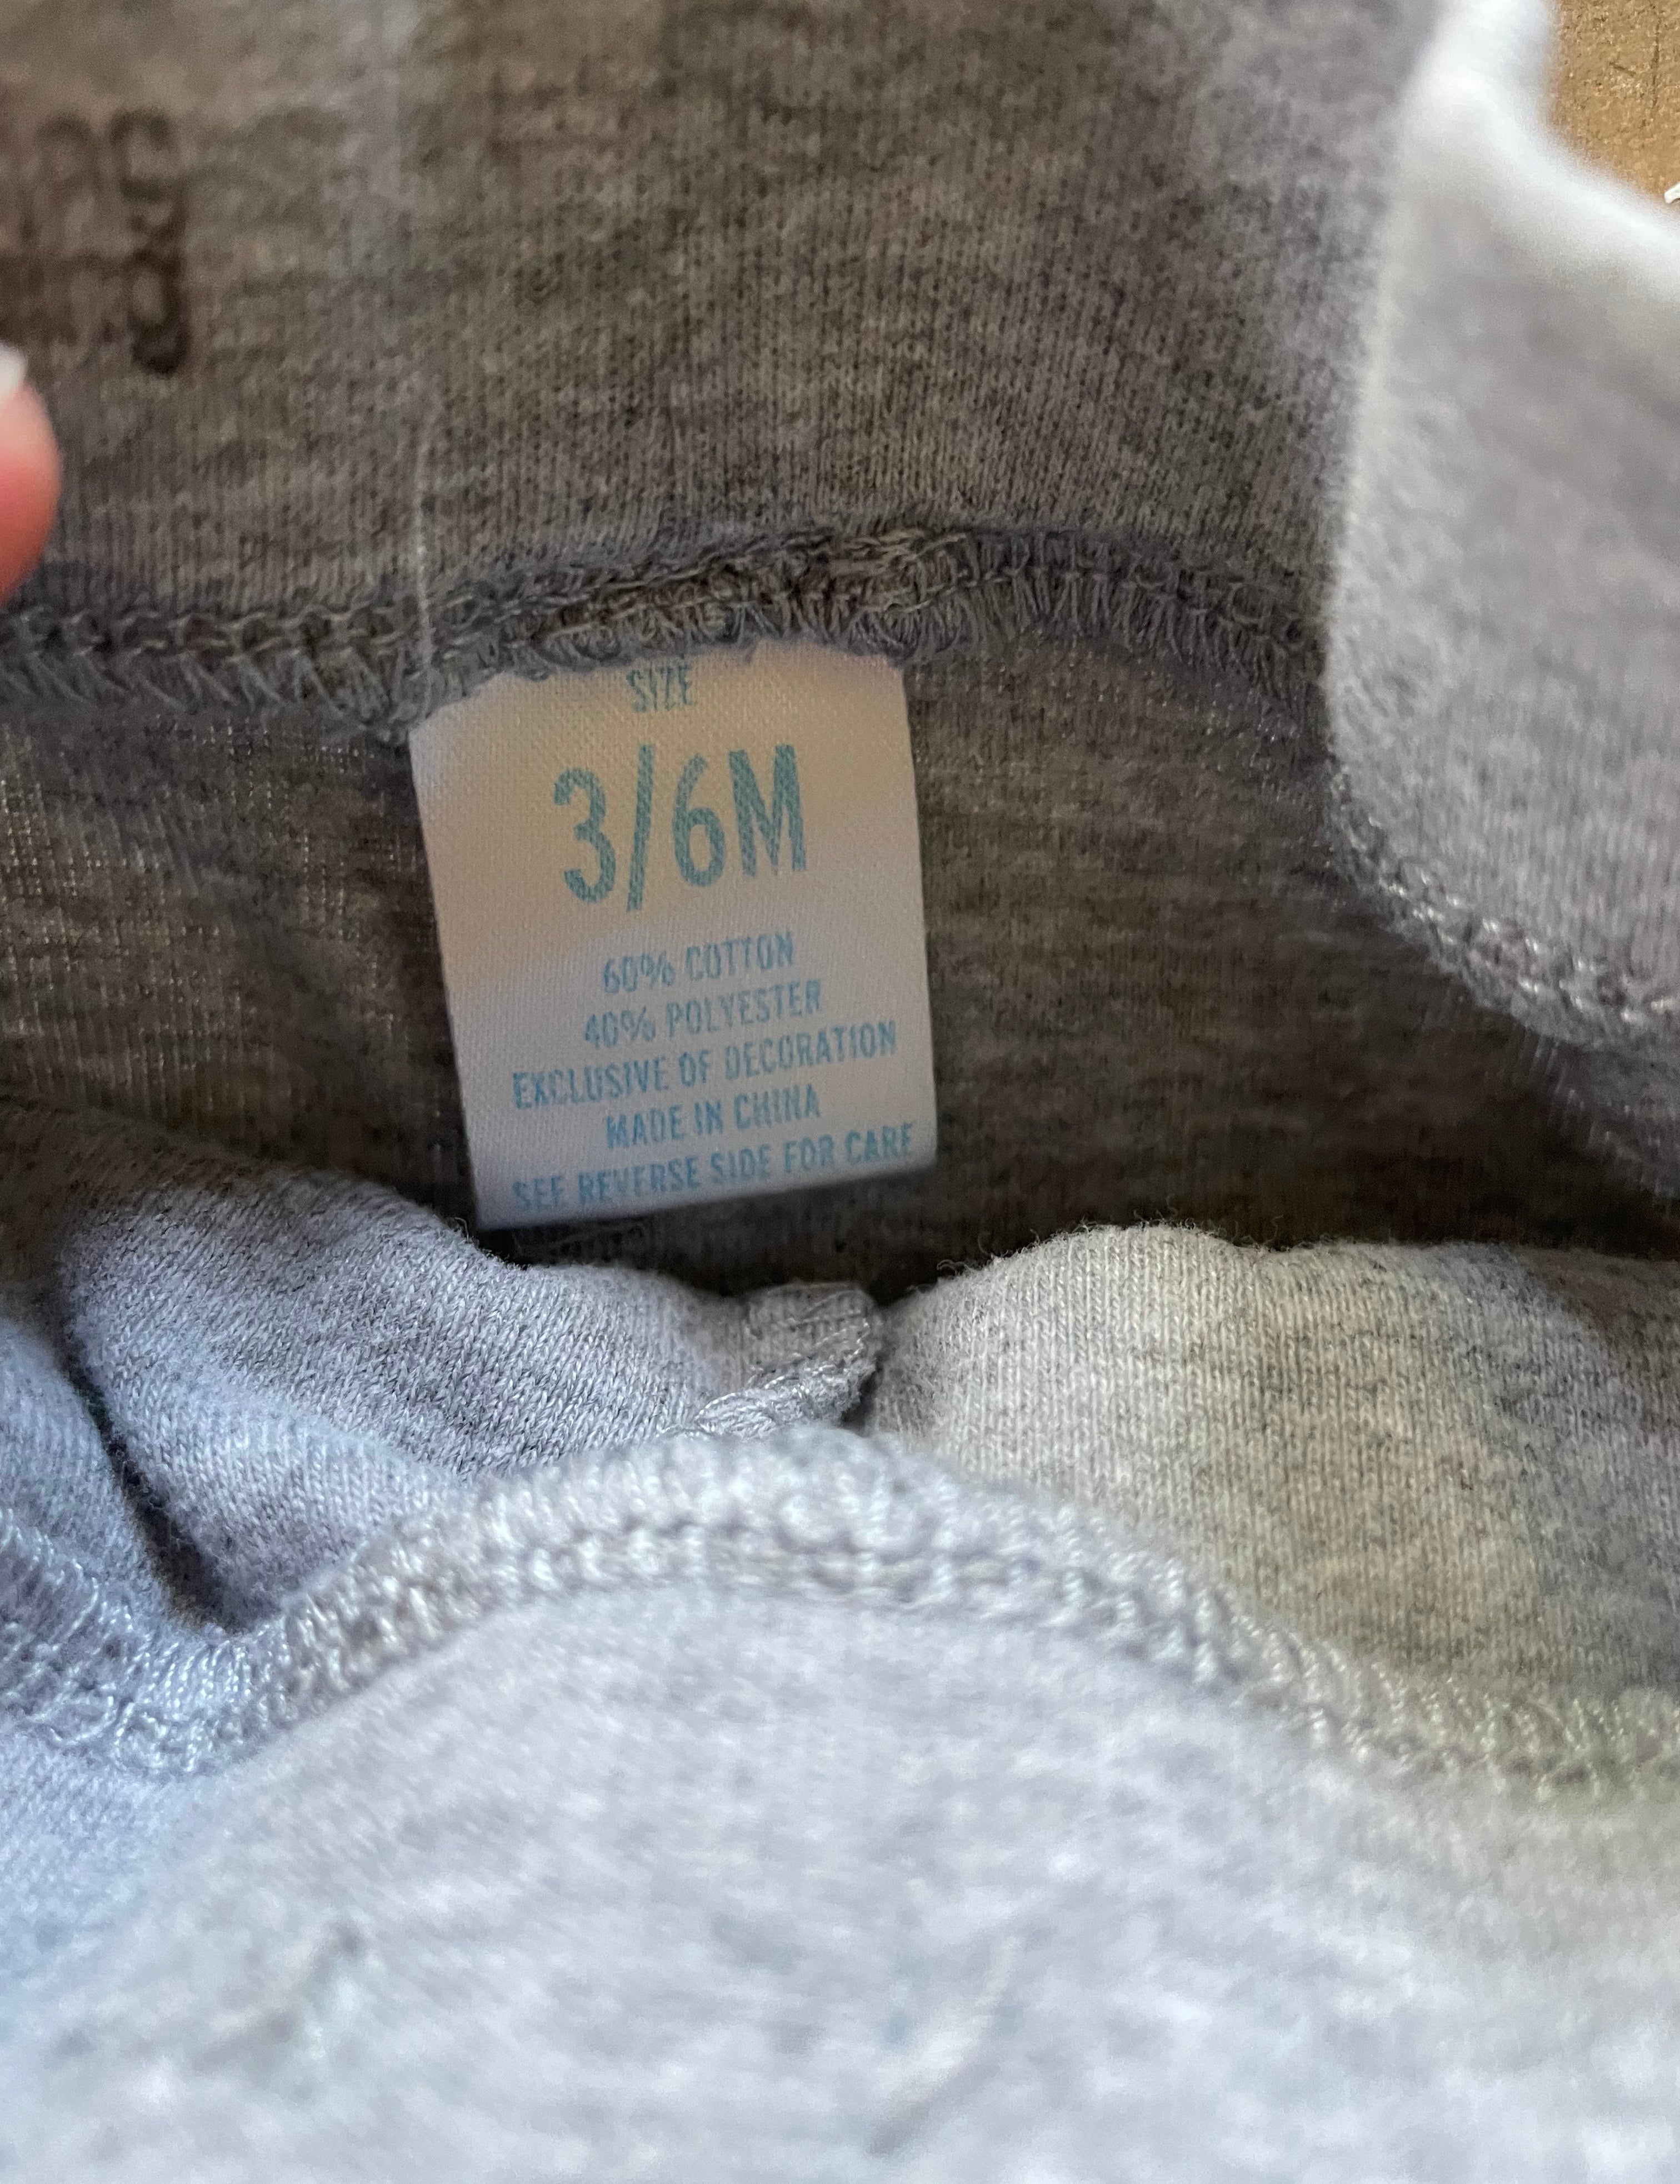 SIZE
3/6M
60% COTTON
40% POLYESTER
EXCLUSIVE OF DECORATION
MADE IN CHINA
SEE REVERSE SIDE FOR CARE